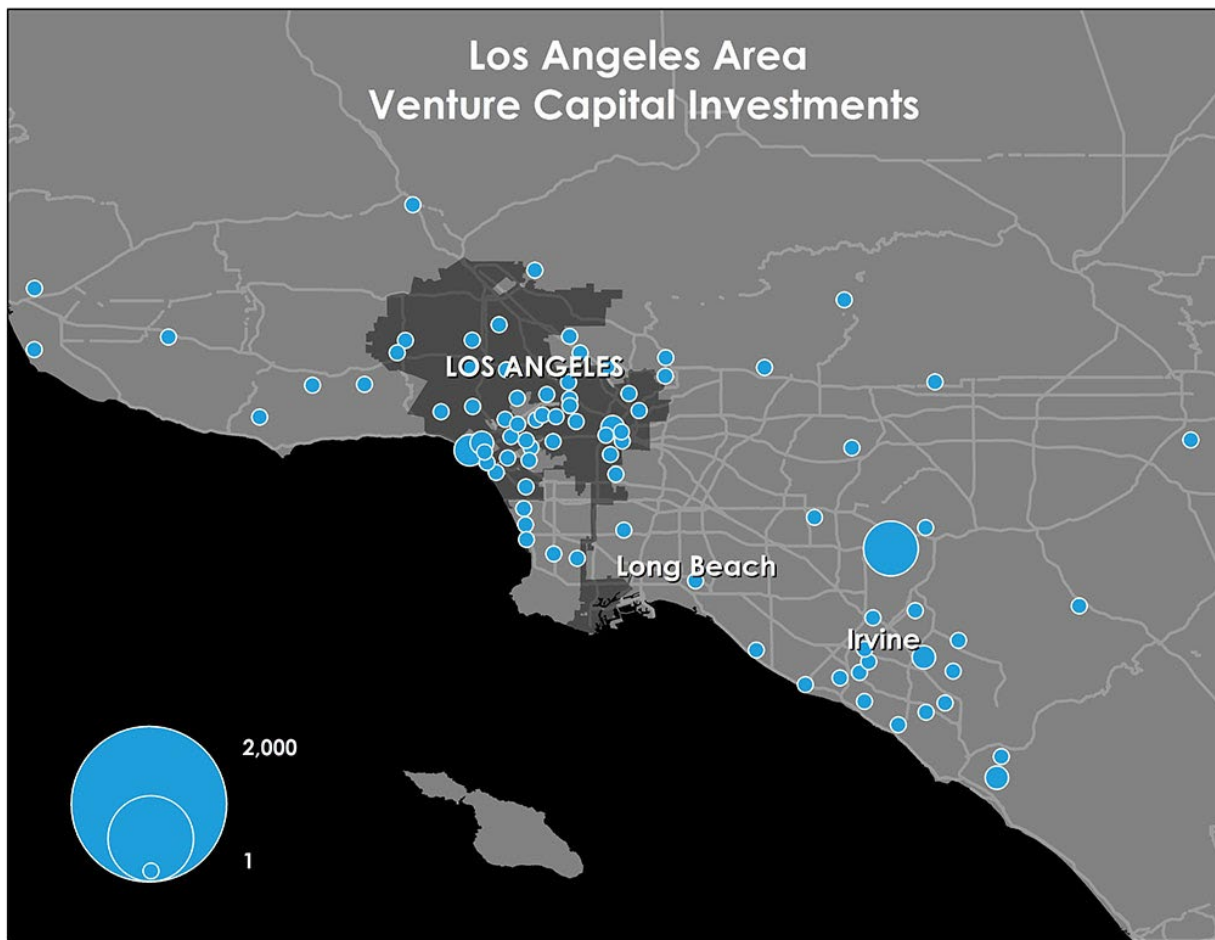 Los Angeles Area
Venture Capital Investments
LOS ANGELES
Long Beach
Irvine
2,000
1